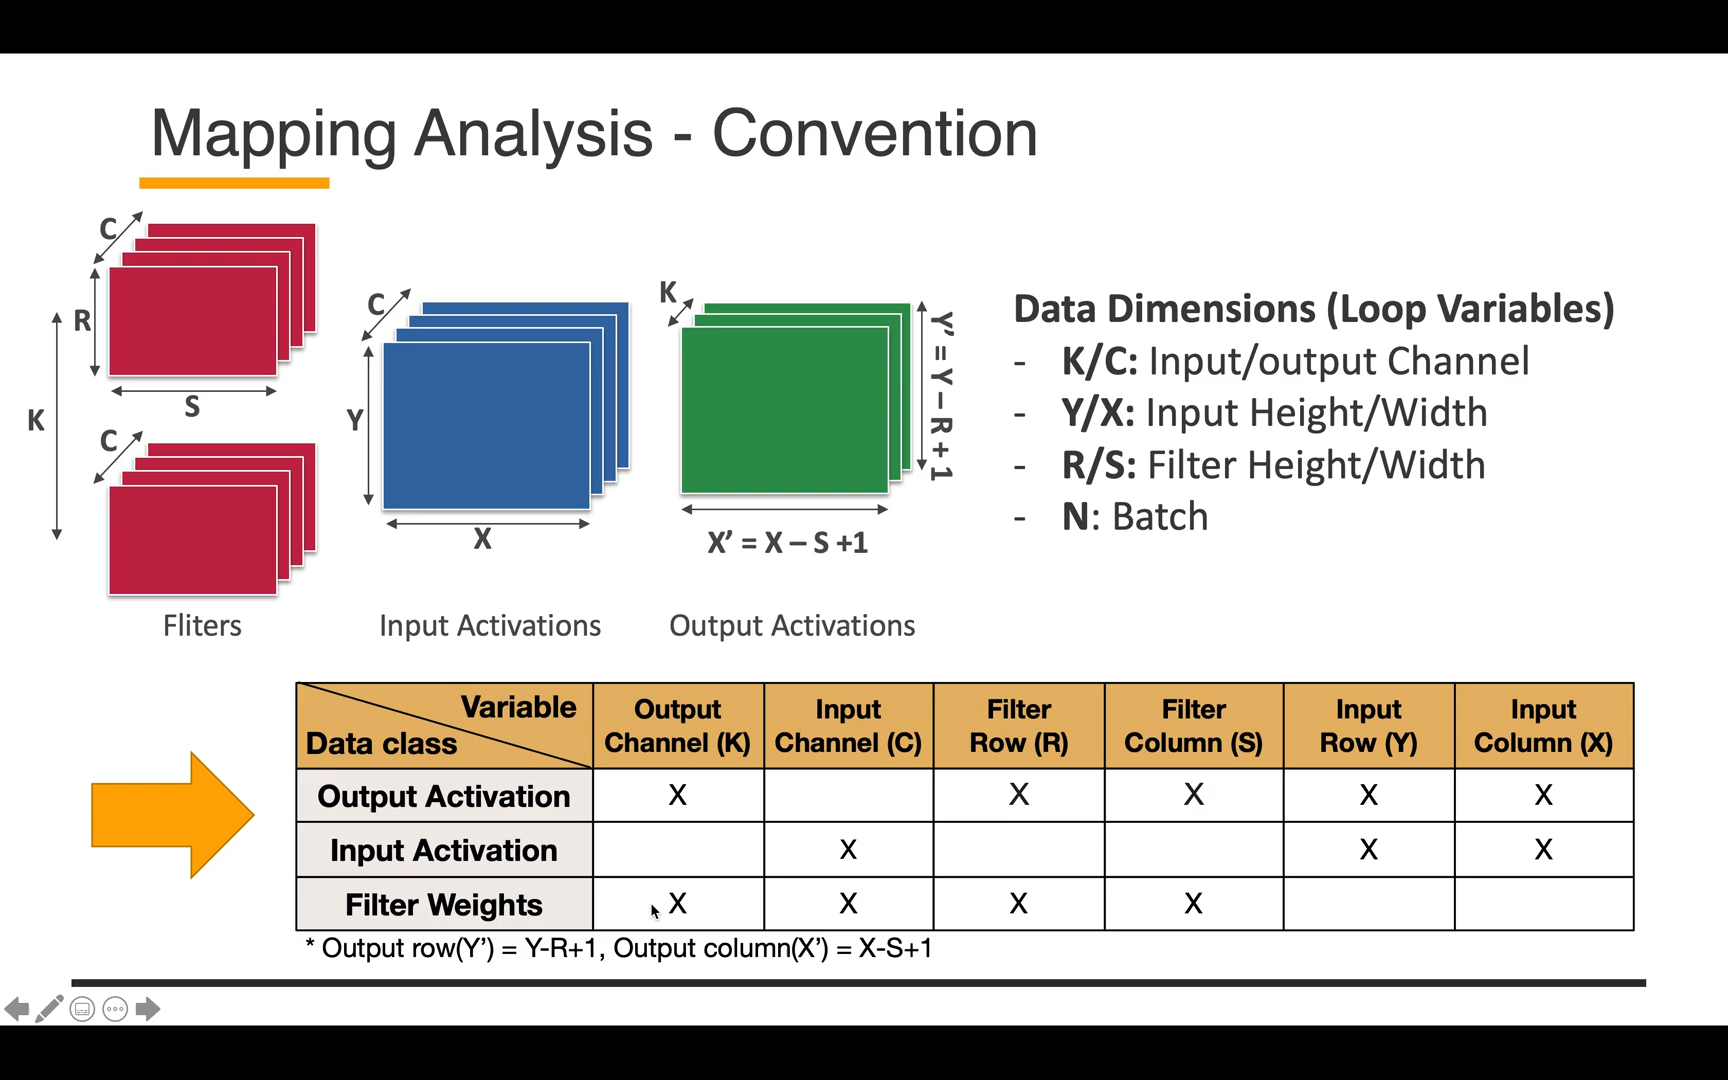 Mapping Analysis - Convention
C
R
S
K
C
Fliters
C
Y
X
Input Activations
K
Y' = Y – R + 1
X' = X – S +1
Output Activations
Data Dimensions (Loop Variables)
- K/C: Input/output Channel
- Y/X: Input Height/Width
- R/S: Filter Height/Width
- N: Batch
Variable
Data class
Output Channel (K)
Input Channel (C)
Filter Row (R)
Filter Column (S)
Input Row (Y)
Input Column (X)
Output Activation X X X X X
Input Activation X X X
Filter Weights X X X X
* Output row(Y') = Y-R+1, Output column(X') = X-S+1